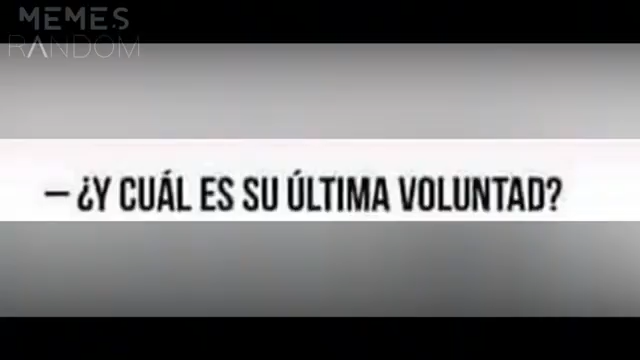 MEMES
RANDOM
– ¿Y CUÁL ES SU ÚLTIMA VOLUNTAD?